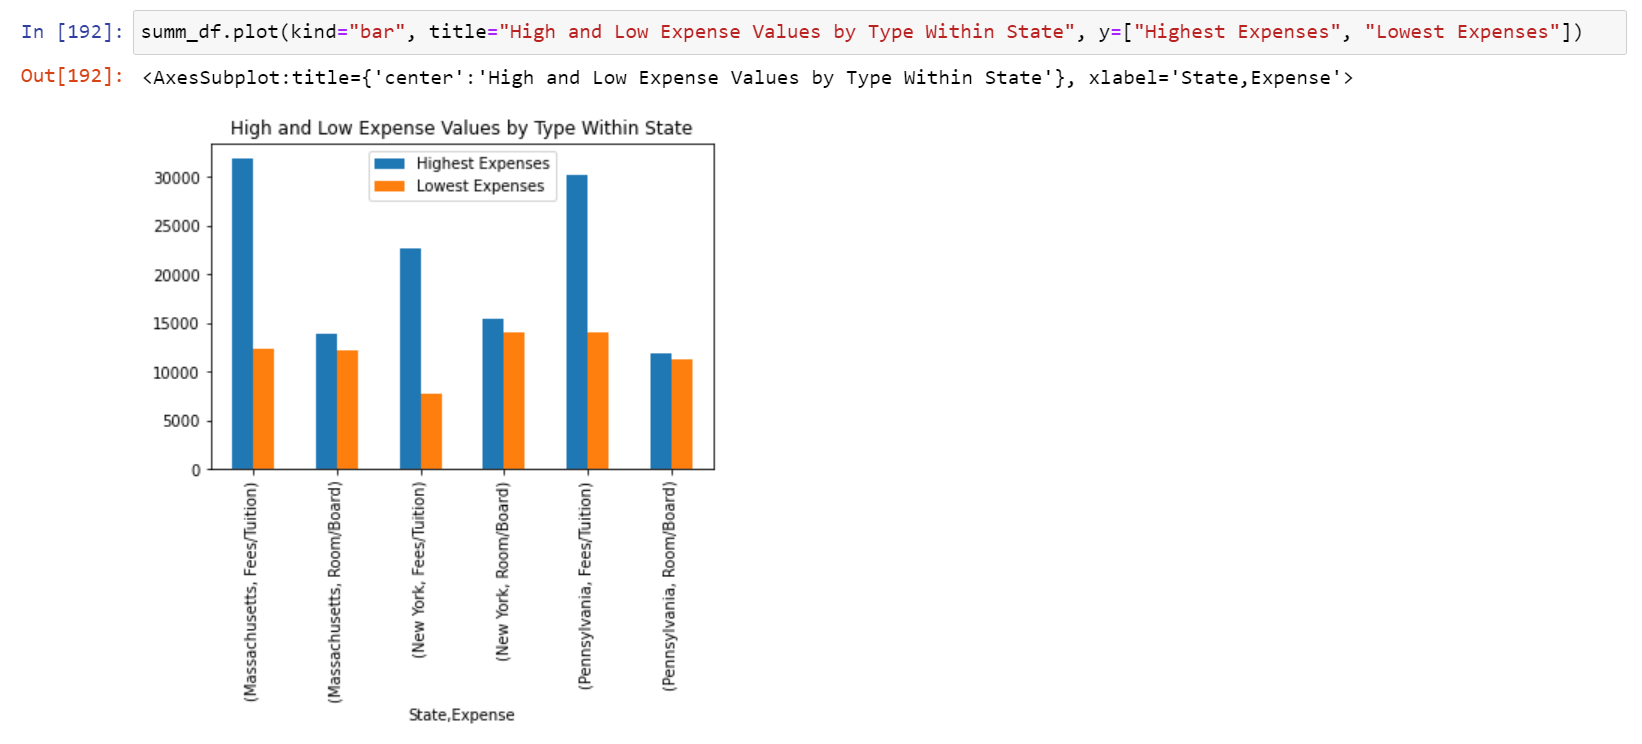 In [192]: summ_df.plot(kind="bar", title="High and Low Expense Values by Type Within State", y=["Highest Expenses", "Lowest Expenses"])
Out[192]: <AxesSubplot:title={'center':'High and Low Expense Values by Type Within State'}, xlabel='State,Expense'>
High and Low Expense Values by Type Within State
Highest Expenses
Lowest Expenses
30000
25000
20000
15000
10000
5000
0
(Massachusetts, Fees/Tuition)
(Massachusetts, Room/Board)
(New York, Fees/Tuition)
(New York, Room/Board)
(Pennsylvania, Fees/Tuition)
(Pennsylvania, Room/Board)
State,Expense